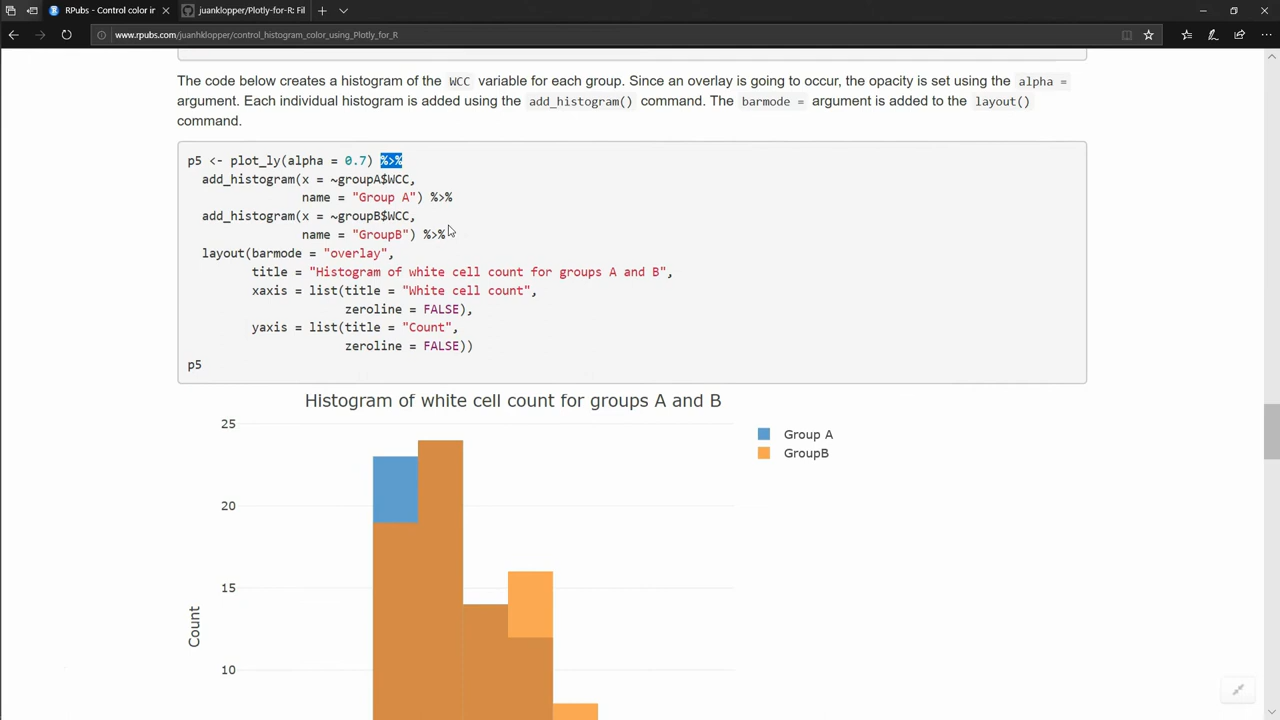 RPubs - Control color in
juanklopper/Plotly-for-R: Fil
www.rpubs.com/juanhklopper/control_histogram_color_using_Plotly_for_R
The code below creates a histogram of the WCC variable for each group. Since an overlay is going to occur, the opacity is set using the alpha =
argument. Each individual histogram is added using the add_histogram() command. The barmode = argument is added to the layout()
command.
p5 <- plot_ly(alpha = 0.7) %>%
add_histogram(x = ~groupA$WCC,
name = "Group A") %>%
add_histogram(x = ~groupB$WCC,
name = "GroupB") %>%
layout(barmode = "overlay",
title = "Histogram of white cell count for groups A and B",
xaxis = list(title = "White cell count",
zeroline = FALSE),
yaxis = list(title = "Count",
zeroline = FALSE))
p5
Histogram of white cell count for groups A and B
25
20
15
10
Count
Group A
GroupB